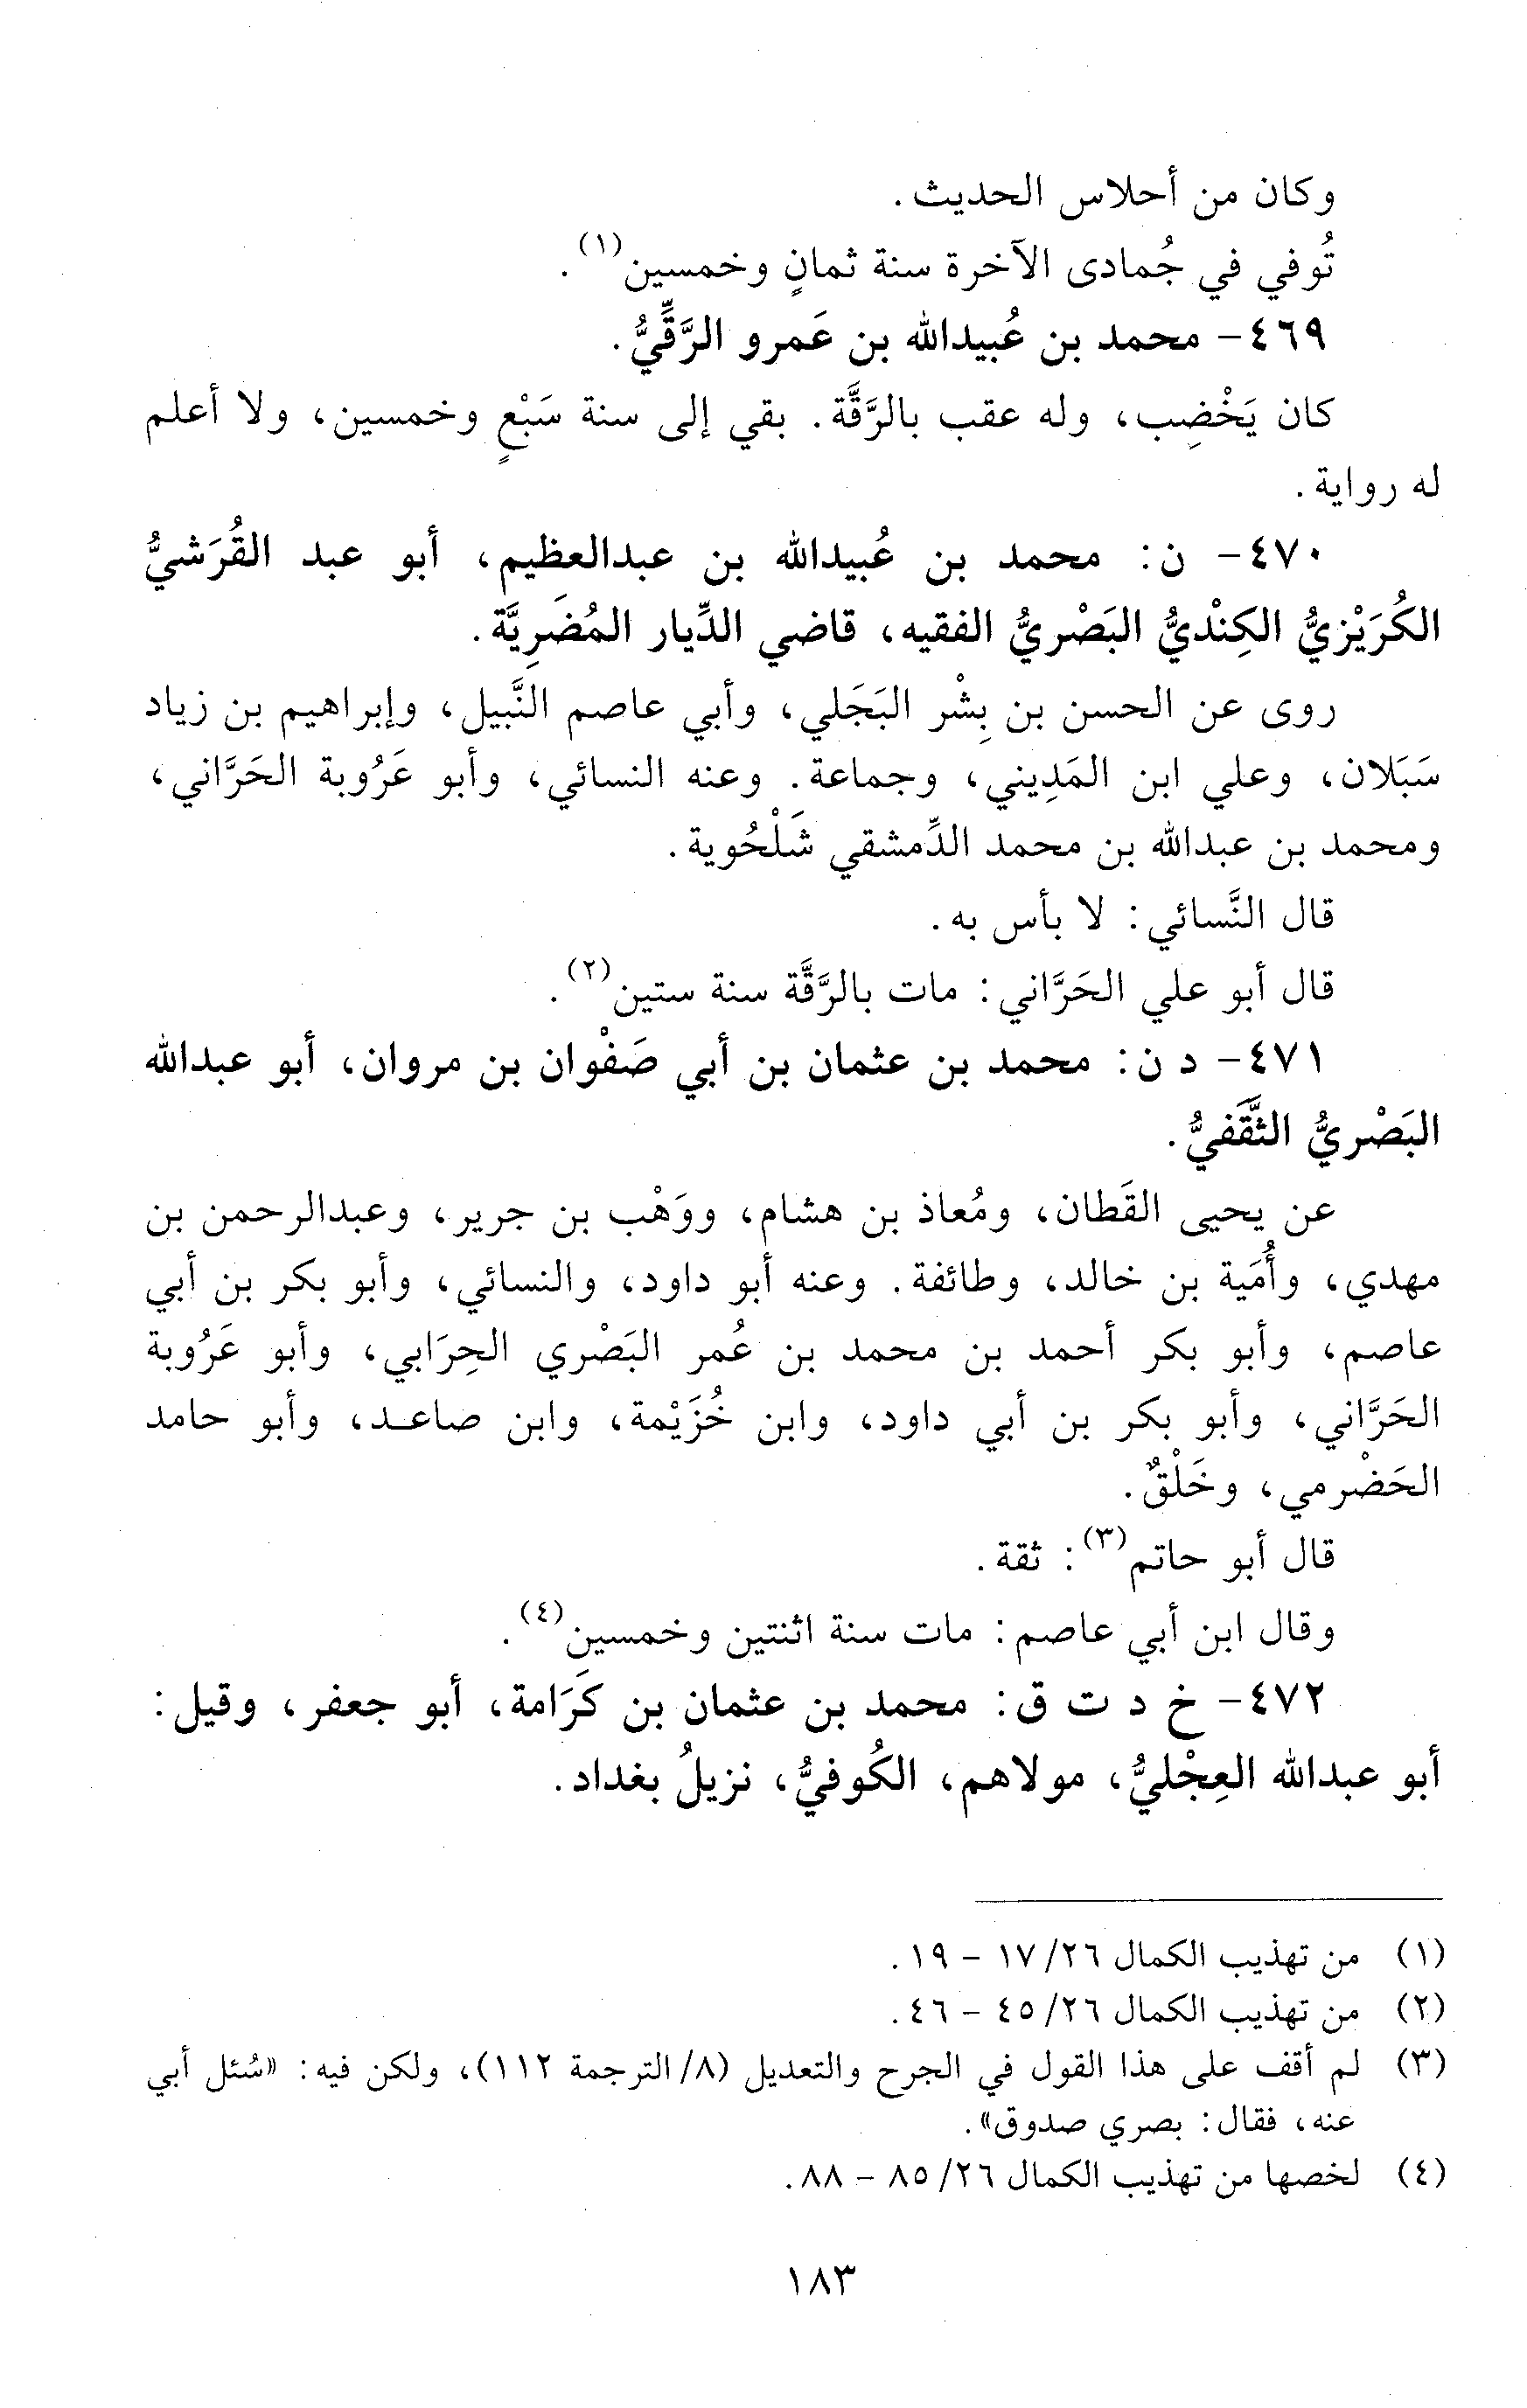 وكان من أحلاس الحديث.
تُوفي في جُمادى الآخرة سنة ثمانٍ وخمسين(١).
٤٦٩- محمد بن عُبيدالله بن عَمرو الرَّقِّيُّ.
كان يَخْضِب، وله عقب بالرَّقَّة. بقي إلى سنة سَبْعٍ وخمسين، ولا أعلم
له رواية.
٤٧٠- ن: محمد بن عُبيدالله بن عبدالعظيم، أبو عبد القُرَشيُّ
الكُرَيْزيُّ الكِنْديُّ البَصْريُّ الفقيه، قاضي الدِّيار المُضَرِيَّة.
روى عن الحسن بن بِشْر البَجَلي، وأبي عاصم النَّبيل، وإبراهيم بن زياد
سَبَلان، وعلي ابن المَدِيني، وجماعة. وعنه النسائي، وأبو عَرُوبة الحَرَّاني،
ومحمد بن عبدالله بن محمد الدِّمشقي شَلْحُوية.
قال النَّسائي: لا بأس به.
قال أبو علي الحَرَّاني: مات بالرَّقَّة سنة ستين(٢).
٤٧١- د ن: محمد بن عثمان بن أبي صَفْوان بن مروان، أبو عبدالله
البَصْريُّ الثَّقَفيُّ.
عن يحيى القَطان، ومُعاذ بن هشام، ووَهْب بن جرير، وعبدالرحمن بن
مهدي، وأُمَية بن خالد، وطائفة. وعنه أبو داود، والنسائي، وأبو بكر بن أبي
عاصم، وأبو بكر أحمد بن محمد بن عُمر البَصْري الحِرَابي، وأبو عَرُوبة
الحَرَّاني، وأبو بكر بن أبي داود، وابن خُزَيْمة، وابن صاعد، وأبو حامد
الحَضْرمي، وخَلْقٌ.
قال أبو حاتم(٣): ثقة.
وقال ابن أبي عاصم: مات سنة اثنتين وخمسين(٤).
٤٧٢- خ د ت ق: محمد بن عثمان بن كَرَامة، أبو جعفر، وقيل:
أبو عبدالله العِجْليُّ، مولاهم، الكُوفيُّ، نزيلُ بغداد.
(١) من تهذيب الكمال ٢٦/ ١٧ - ١٩.
(٢) من تهذيب الكمال ٢٦/ ٤٥ - ٤٦.
(٣) لم أقف على هذا القول في الجرح والتعديل (٨/ الترجمة ١١٢)، ولكن فيه: «سُئل أبي
عنه، فقال: بصري صدوق».
(٤) لخصها من تهذيب الكمال ٢٦/ ٨٥ - ٨٨.
١٨٣